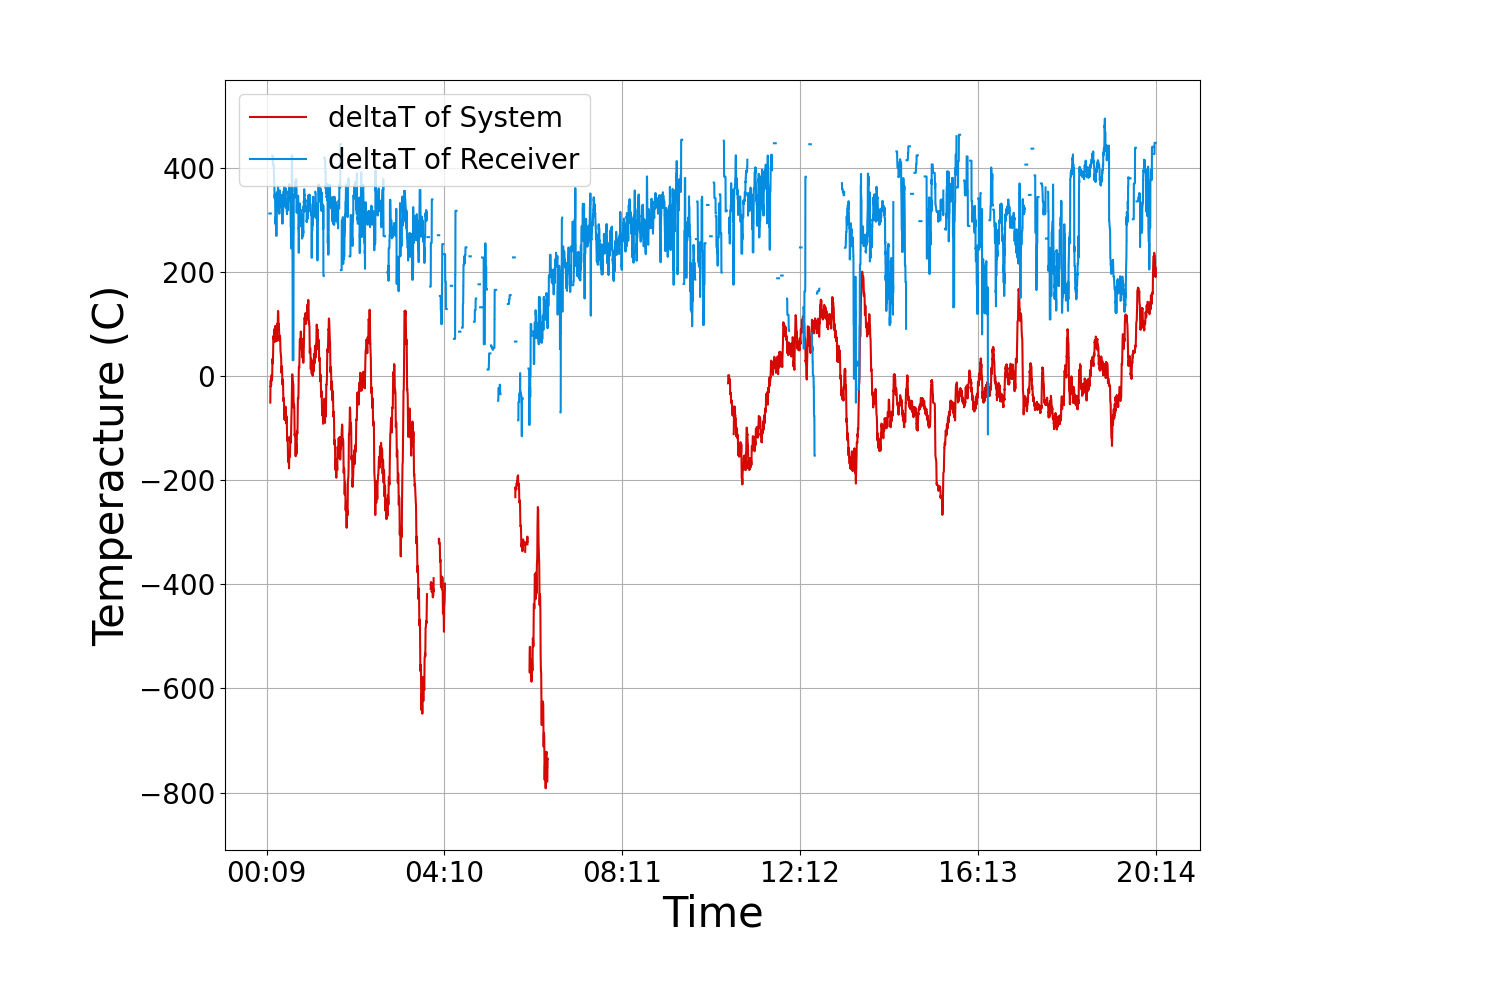 deltaT of System
deltaT of Receiver
400
200
0
−200
−400
−600
−800
Temperacture (C)
00:09 04:10 08:11 12:12 16:13 20:14
Time